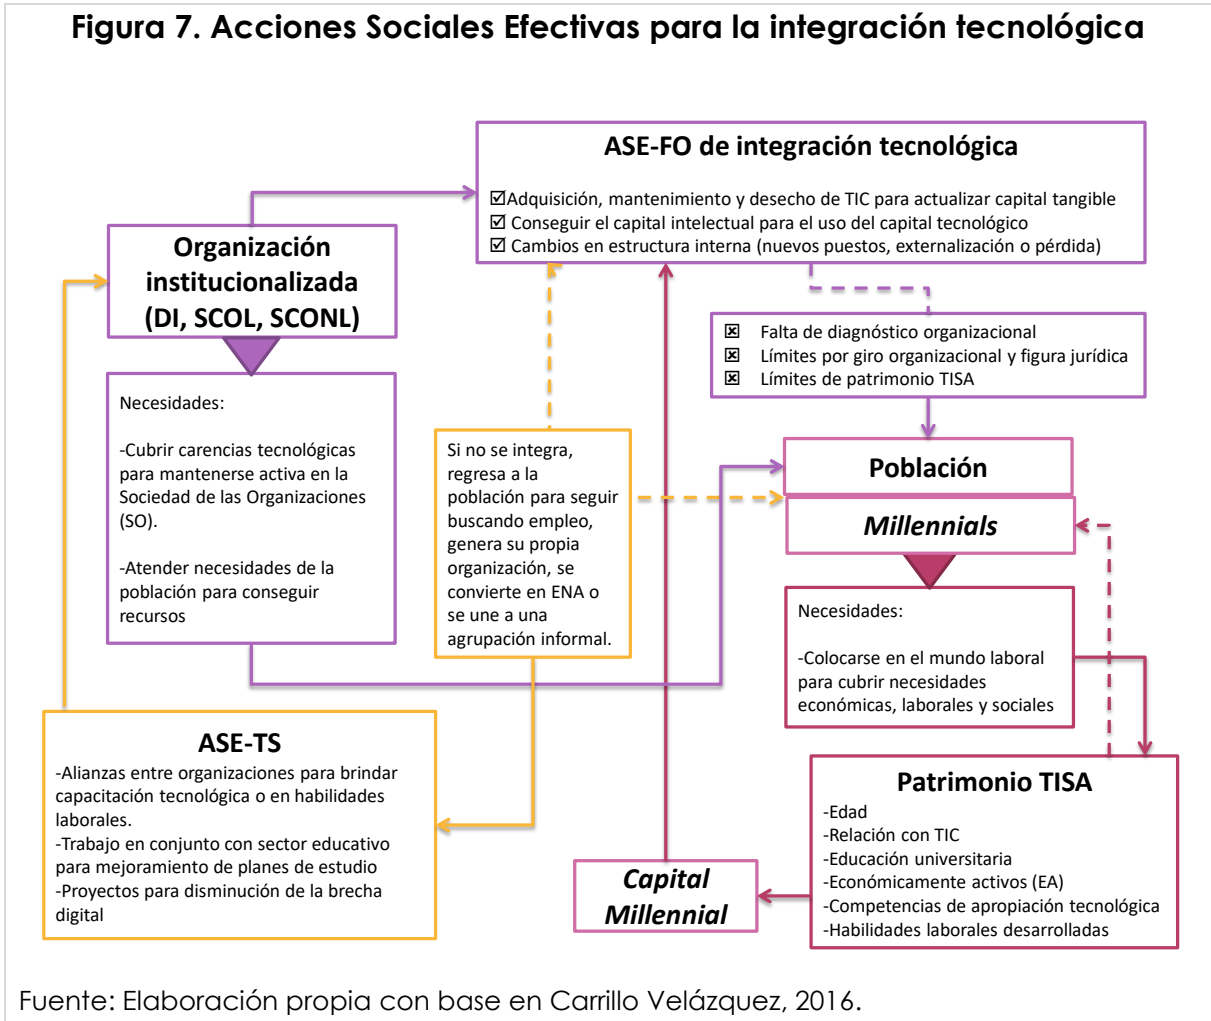 Figura 7. Acciones Sociales Efectivas para la integración tecnológica
ASE-FO de integración tecnológica
☑Adquisición, mantenimiento y desecho de TIC para actualizar capital tangible
☑ Conseguir el capital intelectual para el uso del capital tecnológico
☑ Cambios en estructura interna (nuevos puestos, externalización o pérdida)
Organización
institucionalizada
(DI, SCOL, SCONL)
☒ Falta de diagnóstico organizacional
☒ Límites por giro organizacional y figura jurídica
☒ Límites de patrimonio TISA
Necesidades:
-Cubrir carencias tecnológicas
para mantenerse activa en la
Sociedad de las Organizaciones
(SO).
-Atender necesidades de la
población para conseguir
recursos
Si no se integra,
regresa a la
población para seguir
buscando empleo,
genera su propia
organización, se
convierte en ENA o
se une a una
agrupación informal.
Población
Millennials
Necesidades:
-Colocarse en el mundo laboral
para cubrir necesidades
económicas, laborales y sociales
ASE-TS
-Alianzas entre organizaciones para brindar
capacitación tecnológica o en habilidades
laborales.
-Trabajo en conjunto con sector educativo
para mejoramiento de planes de estudio
-Proyectos para disminución de la brecha
digital
Capital
Millennial
Patrimonio TISA
-Edad
-Relación con TIC
-Educación universitaria
-Económicamente activos (EA)
-Competencias de apropiación tecnológica
-Habilidades laborales desarrolladas
Fuente: Elaboración propia con base en Carrillo Velázquez, 2016.